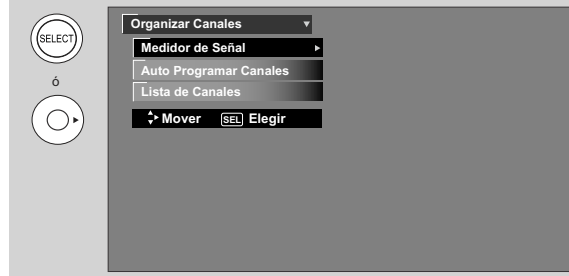 SELECT
ó
Organizar Canales
Medidor de Señal
Auto Programar Canales
Lista de Canales
Mover SEL Elegir